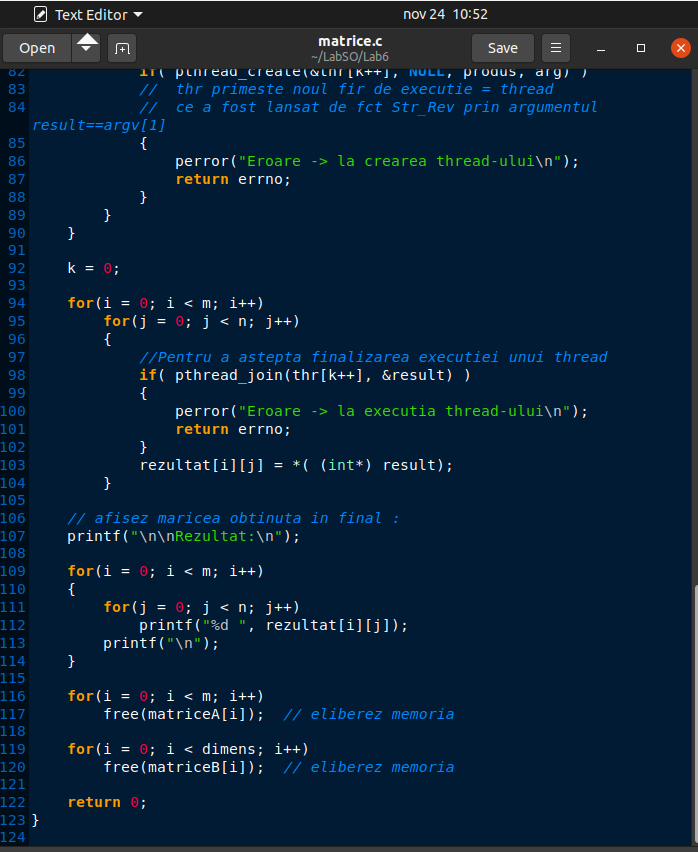 Text Editor
nov 24 10:52
Open
matrice.c
~/LabSO/Lab6
Save
82 if( pthread_create(&thr[k++], NULL, produs, arg) )
83 // thr primeste noul fir de executie = thread
84 // ce a fost lansat de fct Str_Rev prin argumentul
result==argv[1]
85 {
86 perror("Eroare -> la crearea thread-ului\n");
87 return errno;
88 }
89 }
90 }
91
92 k = 0;
93
94 for(i = 0; i < m; i++)
95 for(j = 0; j < n; j++)
96 {
97 //Pentru a astepta finalizarea executiei unui thread
98 if( pthread_join(thr[k++], &result) )
99 {
100 perror("Eroare -> la executia thread-ului\n");
101 return errno;
102 }
103 rezultat[i][j] = *( (int*) result);
104 }
105
106 // afisez maricea obtinuta in final :
107 printf("\n\nRezultat:\n");
108
109 for(i = 0; i < m; i++)
110 {
111 for(j = 0; j < n; j++)
112 printf("%d ", rezultat[i][j]);
113 printf("\n");
114 }
115
116 for(i = 0; i < m; i++)
117 free(matriceA[i]); // eliberez memoria
118
119 for(i = 0; i < dimens; i++)
120 free(matriceB[i]); // eliberez memoria
121
122 return 0;
123 }
124